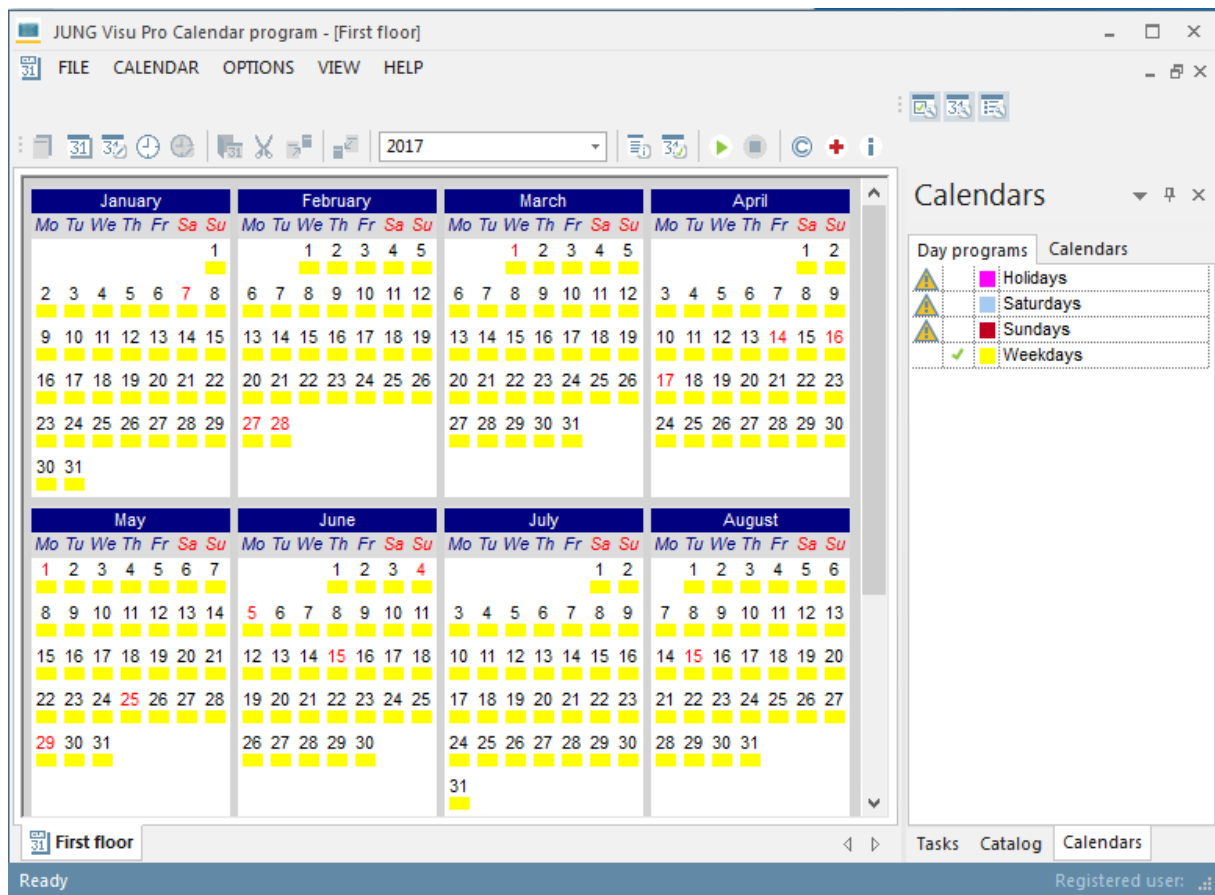 JUNG Visu Pro Calendar program - [First floor]
FILE CALENDAR OPTIONS VIEW HELP
2017
January February March April
Mo Tu We Th Fr Sa Su Mo Tu We Th Fr Sa Su Mo Tu We Th Fr Sa Su Mo Tu We Th Fr Sa Su
1 1 2 3 4 5 1 2 3 4 5 1 2
2 3 4 5 6 7 8 6 7 8 9 10 11 12 6 7 8 9 10 11 12 3 4 5 6 7 8 9
9 10 11 12 13 14 15 13 14 15 16 17 18 19 13 14 15 16 17 18 19 10 11 12 13 14 15 16
16 17 18 19 20 21 22 20 21 22 23 24 25 26 20 21 22 23 24 25 26 17 18 19 20 21 22 23
23 24 25 26 27 28 29 27 28 27 28 29 30 31 24 25 26 27 28 29 30
30 31
May June July August
Mo Tu We Th Fr Sa Su Mo Tu We Th Fr Sa Su Mo Tu We Th Fr Sa Su Mo Tu We Th Fr Sa Su
1 2 3 4 5 6 7 1 2 3 4 1 2 1 2 3 4 5 6
8 9 10 11 12 13 14 5 6 7 8 9 10 11 3 4 5 6 7 8 9 7 8 9 10 11 12 13
15 16 17 18 19 20 21 12 13 14 15 16 17 18 10 11 12 13 14 15 16 14 15 16 17 18 19 20
22 23 24 25 26 27 28 19 20 21 22 23 24 25 17 18 19 20 21 22 23 21 22 23 24 25 26 27
29 30 31 26 27 28 29 30 24 25 26 27 28 29 30 28 29 30 31
31
First floor
Calendars
Day programs Calendars
Holidays
Saturdays
Sundays
Weekdays
Tasks Catalog Calendars
Ready Registered user: